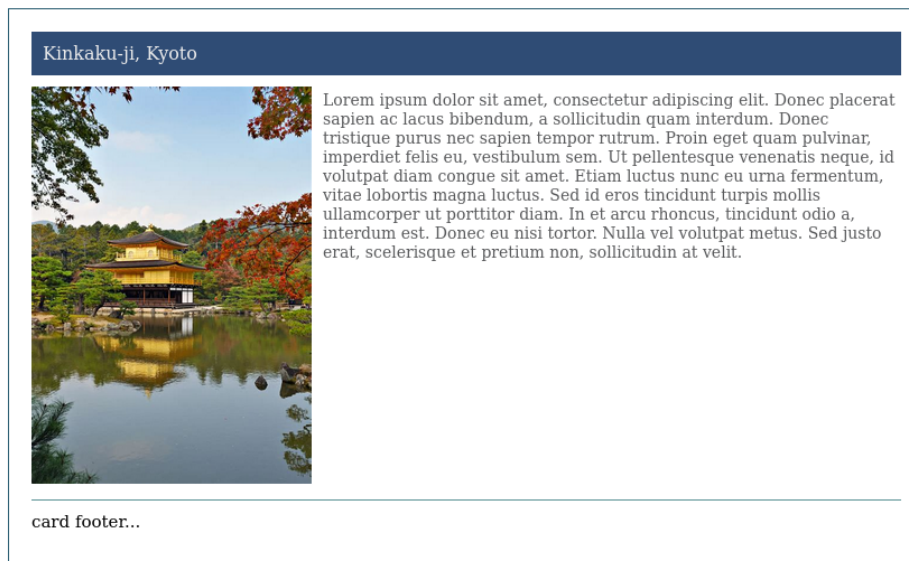 Kinkaku-ji, Kyoto
Lorem ipsum dolor sit amet, consectetur adipiscing elit. Donec placerat
sapien ac lacus bibendum, a sollicitudin quam interdum. Donec
tristique purus nec sapien tempor rutrum. Proin eget quam pulvinar,
imperdiet felis eu, vestibulum sem. Ut pellentesque venenatis neque, id
volutpat diam congue sit amet. Etiam luctus nunc eu urna fermentum,
vitae lobortis magna luctus. Sed id eros tincidunt turpis mollis
ullamcorper ut porttitor diam. In et arcu rhoncus, tincidunt odio a,
interdum est. Donec eu nisi tortor. Nulla vel volutpat metus. Sed justo
erat, scelerisque et pretium non, sollicitudin at velit.
card footer...